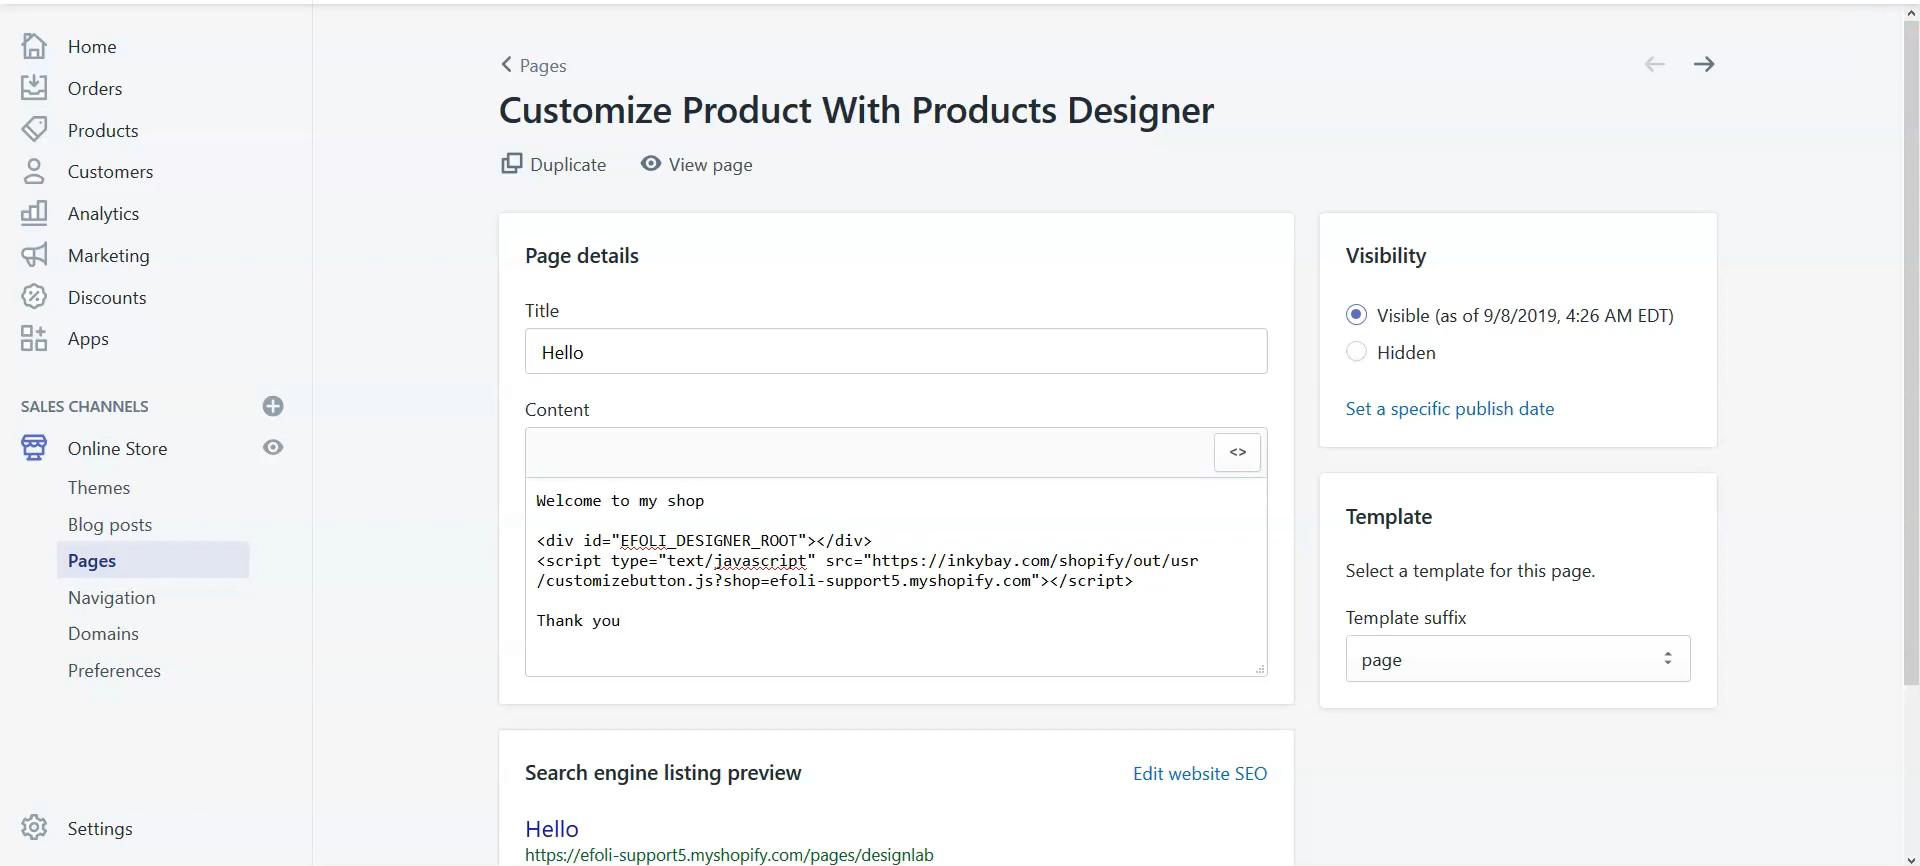 Home
Orders
Products
Customers
Analytics
Marketing
Discounts
Apps
SALES CHANNELS
Online Store
Themes
Blog posts
Pages
Navigation
Domains
Preferences
Settings
Pages
Customize Product With Products Designer
Duplicate View page
Page details
Title
Hello
Content
<>
Welcome to my shop
<div id="EFOLI_DESIGNER_ROOT"></div>
<script type="text/javascript" src="https://inkybay.com/shopify/out/usr
/customizebutton.js?shop=efoli-support5.myshopify.com"></script>
Thank you
Search engine listing preview Edit website SEO
Hello
https://efoli-support5.myshopify.com/pages/designlab
Visibility
Visible (as of 9/8/2019, 4:26 AM EDT)
Hidden
Set a specific publish date
Template
Select a template for this page.
Template suffix
page